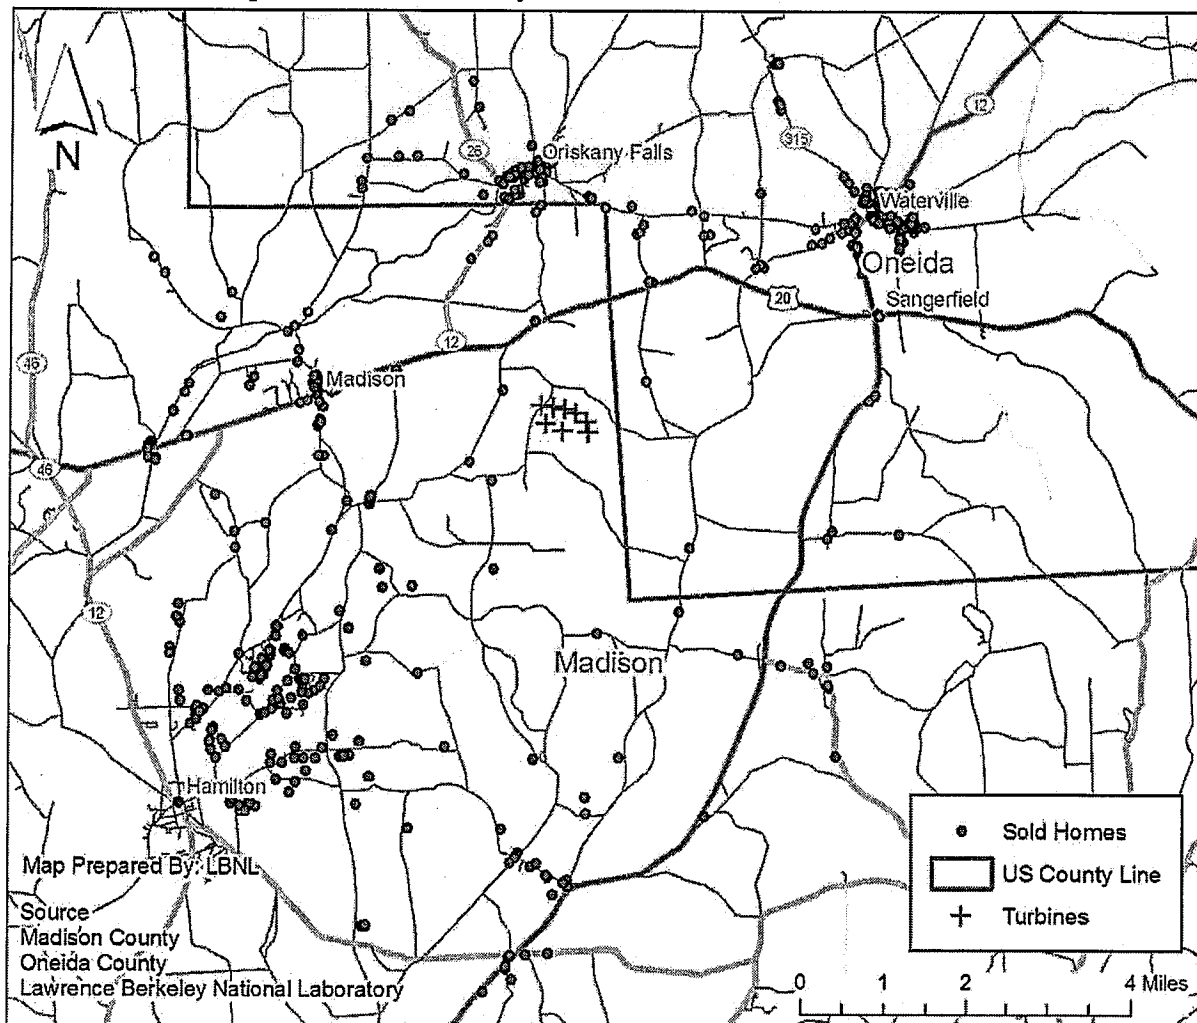 12
315
26
Oriskany Falls
Waterville
Oneida
20
Sangerfield
N
46
12
Madison
46
12
Madison
Hamilton
Map Prepared By: LBNL
Source
Madison County
Oneida County
Lawrence Berkeley National Laboratory
Sold Homes
US County Line
Turbines
0 1 2 4 Miles